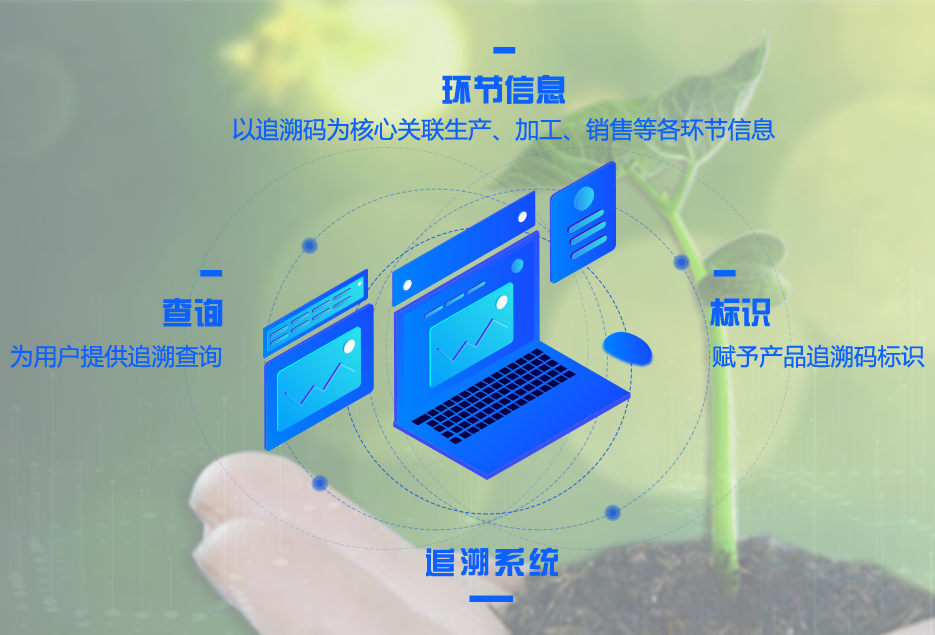 环节信息
以追溯码为核心关联生产、加工、销售等各环节信息
查询
为用户提供追溯查询
标识
赋予产品追溯码标识
追溯系统